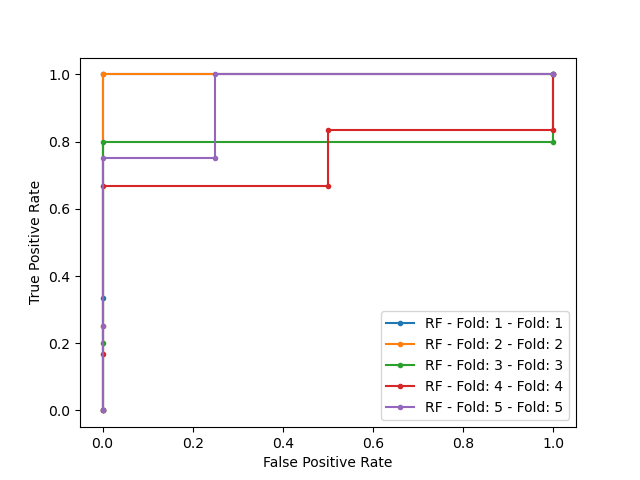 1.0
0.8
0.6
0.4
0.2
0.0
True Positive Rate
0.0 0.2 0.4 0.6 0.8 1.0
False Positive Rate
RF - Fold: 1 - Fold: 1
RF - Fold: 2 - Fold: 2
RF - Fold: 3 - Fold: 3
RF - Fold: 4 - Fold: 4
RF - Fold: 5 - Fold: 5